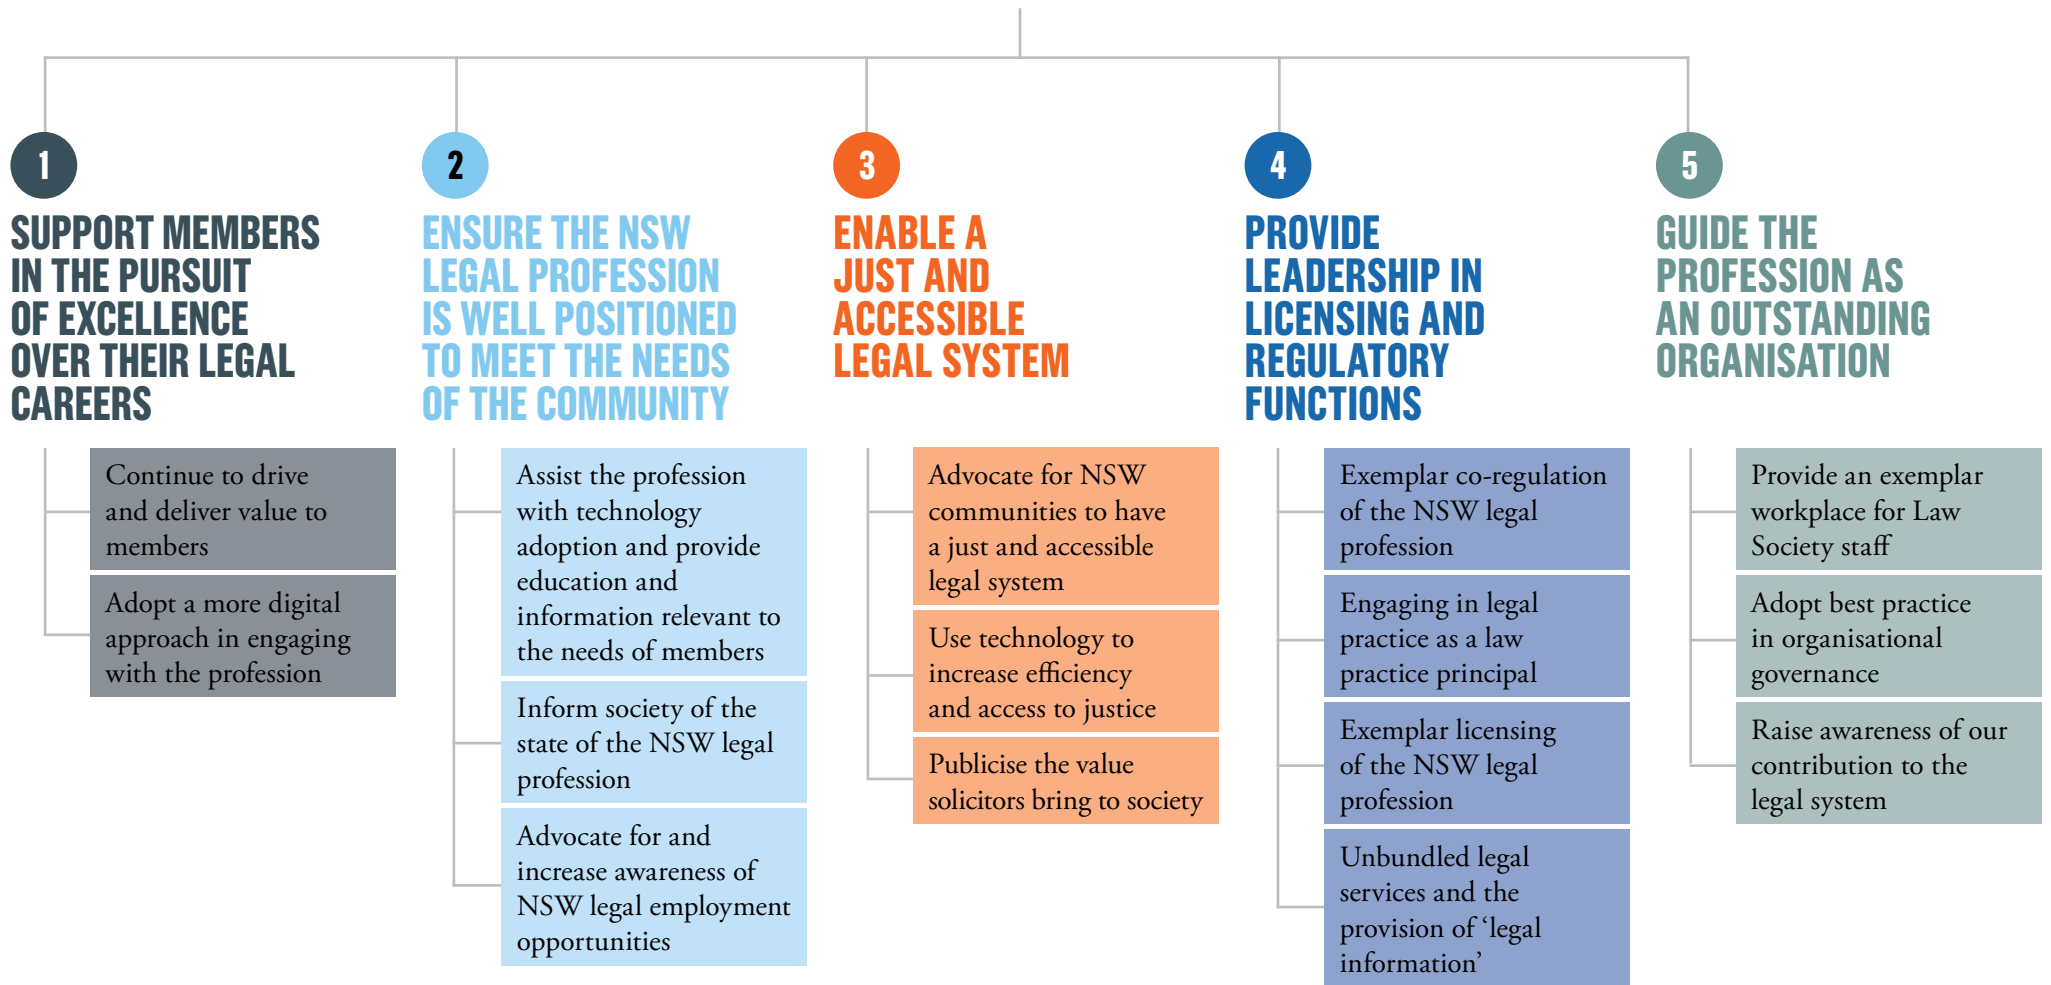 1
SUPPORT MEMBERS
IN THE PURSUIT
OF EXCELLENCE
OVER THEIR LEGAL
CAREERS
Continue to drive
and deliver value to
members
Adopt a more digital
approach in engaging
with the profession
2
ENSURE THE NSW
LEGAL PROFESSION
IS WELL POSITIONED
TO MEET THE NEEDS
OF THE COMMUNITY
Assist the profession
with technology
adoption and provide
education and
information relevant to
the needs of members
Inform society of the
state of the NSW legal
profession
Advocate for and
increase awareness of
NSW legal employment
opportunities
3
ENABLE A
JUST AND
ACCESSIBLE
LEGAL SYSTEM
Advocate for NSW
communities to have
a just and accessible
legal system
Use technology to
increase efficiency
and access to justice
Publicise the value
solicitors bring to society
4
PROVIDE
LEADERSHIP IN
LICENSING AND
REGULATORY
FUNCTIONS
Exemplar co-regulation
of the NSW legal
profession
Engaging in legal
practice as a law
practice principal
Exemplar licensing
of the NSW legal
profession
Unbundled legal
services and the
provision of ‘legal
information’
5
GUIDE THE
PROFESSION AS
AN OUTSTANDING
ORGANISATION
Provide an exemplar
workplace for Law
Society staff
Adopt best practice
in organisational
governance
Raise awareness of our
contribution to the
legal system